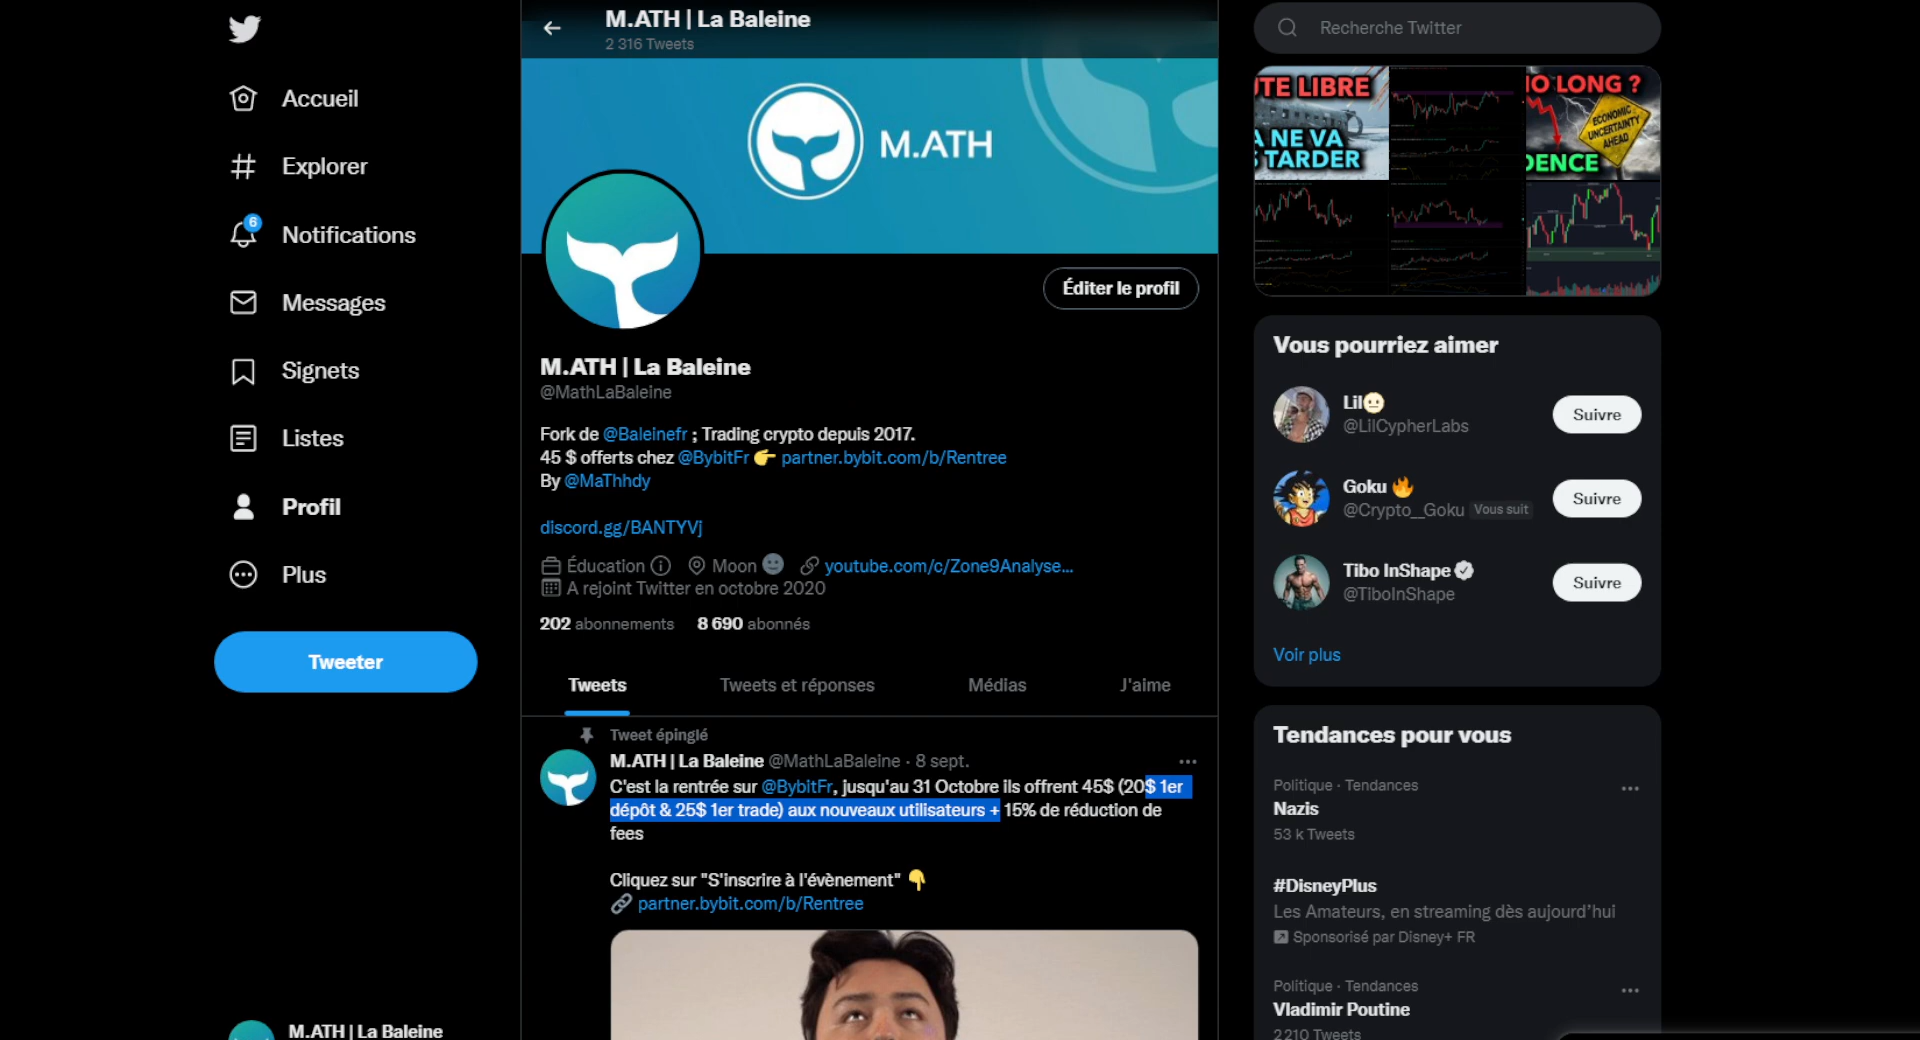 M.ATH | La Baleine
2 316 Tweets
Accueil
Explorer
6
Notifications
Messages
Signets
Listes
Profil
Plus
Tweeter
M.ATH | La Baleine
M.ATH
Éditer le profil
M.ATH | La Baleine
@MathLaBaleine
Fork de @Baleinefr ; Trading crypto depuis 2017.
45 $ offerts chez @BybitFr 👉 partner.bybit.com/b/Rentree
By @MaThhdy
discord.gg/BANTYVj
Éducation Moon 🌚 youtube.com/c/Zone9Analyse...
A rejoint Twitter en octobre 2020
202 abonnements 8 690 abonnés
Tweets Tweets et réponses Médias J'aime
Tweet épinglé
M.ATH | La Baleine @MathLaBaleine · 8 sept.
C'est la rentrée sur @BybitFr, jusqu'au 31 Octobre ils offrent 45$ (20$ 1er
dépôt & 25$ 1er trade) aux nouveaux utilisateurs + 15% de réduction de
fees
Cliquez sur "S'inscrire à l'évènement" 👇
🔗 partner.bybit.com/b/Rentree
Recherche Twitter
UTE LIBRE
A NE VA
S TARDER
IO LONG ?
ECONOMIC
UNCERTAINTY
AHEAD
DENCE
Vous pourriez aimer
Lil😐
@LilCypherLabs
Suivre
Goku 🔥
@Crypto__Goku Vous suit
Suivre
Tibo InShape
@TiboInShape
Suivre
Voir plus
Tendances pour vous
Politique · Tendances
Nazis
53 k Tweets
#DisneyPlus
Les Amateurs, en streaming dès aujourd'hui
Sponsorisé par Disney+ FR
Politique · Tendances
Vladimir Poutine
2 210 Tweets